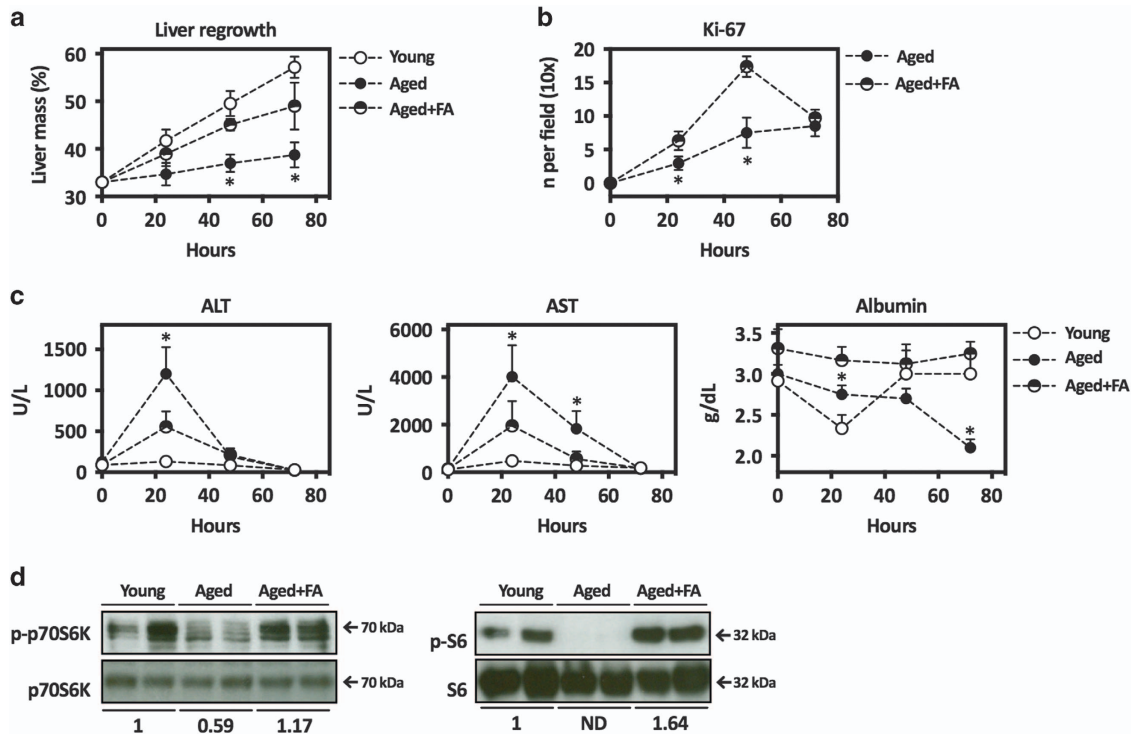 a
Liver regrowth
60
50
40
30
Liver mass (%)
0 20 40 60 80
Hours
Young
Aged
Aged+FA
*
*
b
Ki-67
20
15
10
5
0
n per field (10x)
0 20 40 60 80
Hours
Aged
Aged+FA
*
*
c
ALT
1500
1000
500
0
U/L
0 20 40 60 80
Hours
*
AST
6000
4000
2000
0
U/L
0 20 40 60 80
Hours
*
*
Albumin
3.5
3.0
2.5
2.0
g/dL
0 20 40 60 80
Hours
*
*
Young
Aged
Aged+FA
d
Young Aged Aged+FA
p-p70S6K ←70 kDa
p70S6K ←70 kDa
1 0.59 1.17
Young Aged Aged+FA
p-S6 ←32 kDa
S6 ←32 kDa
1 ND 1.64